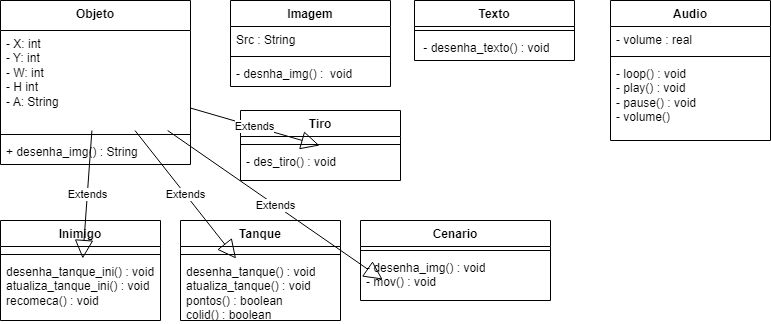 Objeto
- X: int
- Y: int
- W: int
- H int
- A: String
+ desenha_img() : String
Imagem
Src : String
- desnha_img() :  void
Texto
- desenha_texto() : void
Audio
- volume : real
- loop() : void
- play() : void
- pause() : void
- volume()
Extends
Tiro
- des_tiro() : void
Extends
Extends
Extends
Inimigo
desenha_tanque_ini() : void
atualiza_tanque_ini() : void
recomeca() : void
Tanque
desenha_tanque() : void
atualiza_tanque() : void
pontos() : boolean
colid() : boolean
Cenario
desenha_img() : void
- mov() : void